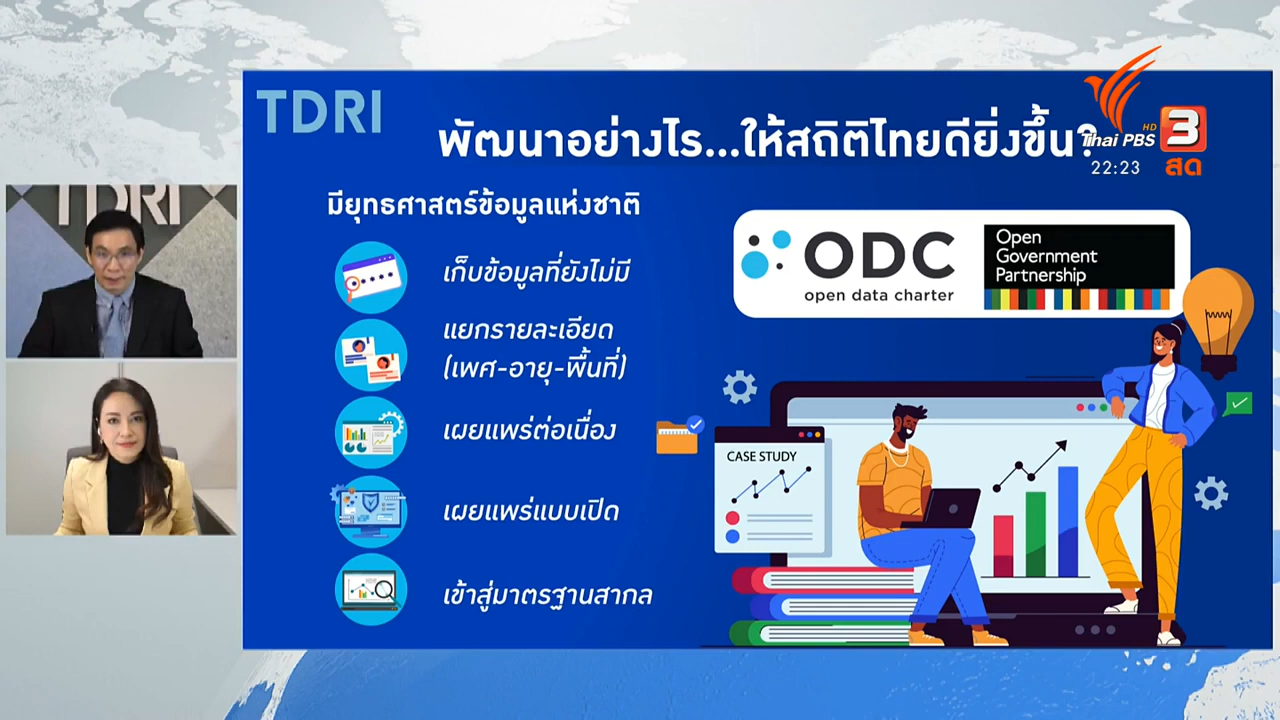 TDRI
พัฒนาอย่างไร...ให้สถิติไทยดียิ่งขึ้น?
Thai PBS HD 3
22:23 สด
TDRI
มียุทธศาสตร์ข้อมูลแห่งชาติ
เก็บข้อมูลที่ยังไม่มี
แยกรายละเอียด
(เพศ-อายุ-พื้นที่)
เผยแพร่ต่อเนื่อง
เผยแพร่แบบเปิด
เข้าสู่มาตรฐานสากล
ODC
open data charter
Open
Government
Partnership
CASE STUDY